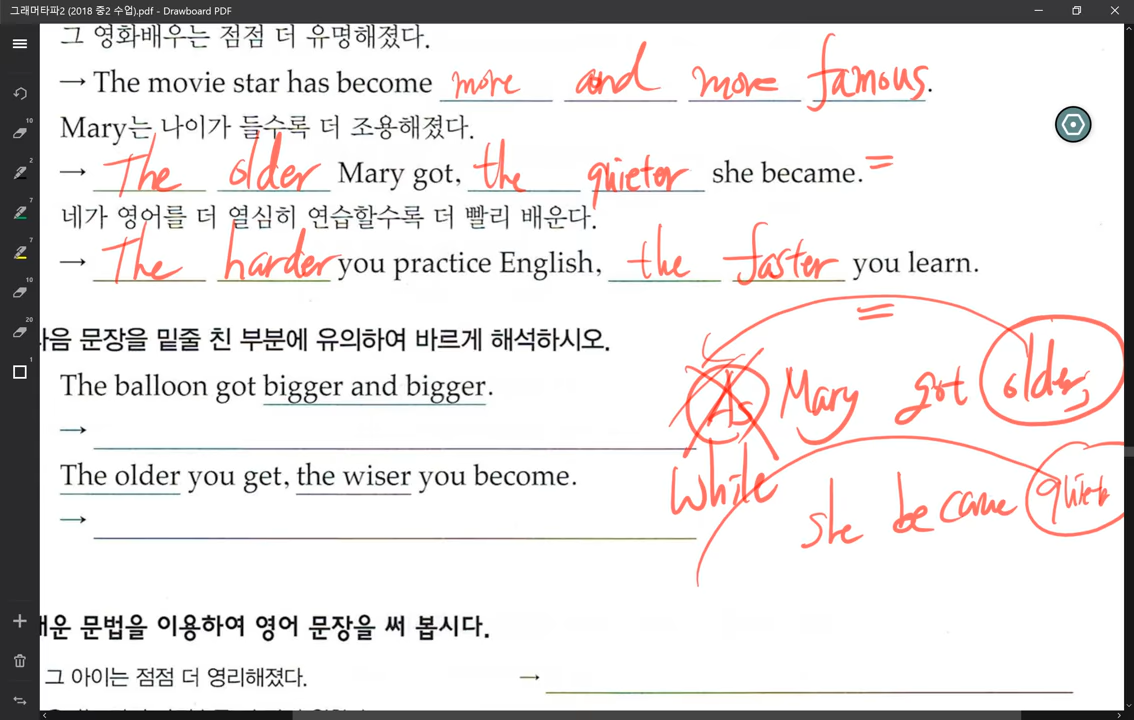 그래머타파2 (2018 중2 수업).pdf - Drawboard PDF
그 영화배우는 점점 더 유명해졌다.
→ The movie star has become more and more famous.
Mary는 나이가 들수록 더 조용해졌다.
→ The older Mary got, the quieter she became. =
네가 영어를 더 열심히 연습할수록 더 빨리 배운다.
→ The harder you practice English, the faster you learn.
다음 문장을 밑줄 친 부분에 유의하여 바르게 해석하시오.
=
The balloon got bigger and bigger.
As Mary got older,
→
While
The older you get, the wiser you become.
she became
→
배운 문법을 이용하여 영어 문장을 써 봅시다.
그 아이는 점점 더 영리해졌다. →
10
2
7
7
10
20
1